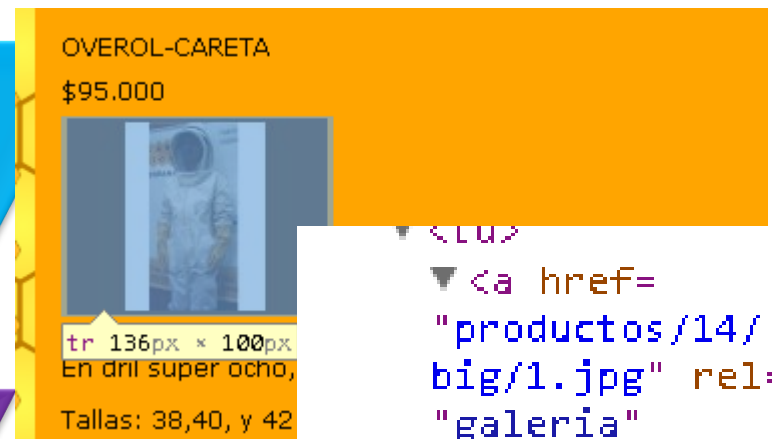 OVEROL-CARETA
$95.000
tr 136px × 100px
En dril super ocho,
Tallas: 38,40, y 42
<td>
▼<a href=
"productos/14/
big/1.jpg" rel=
"galeria"